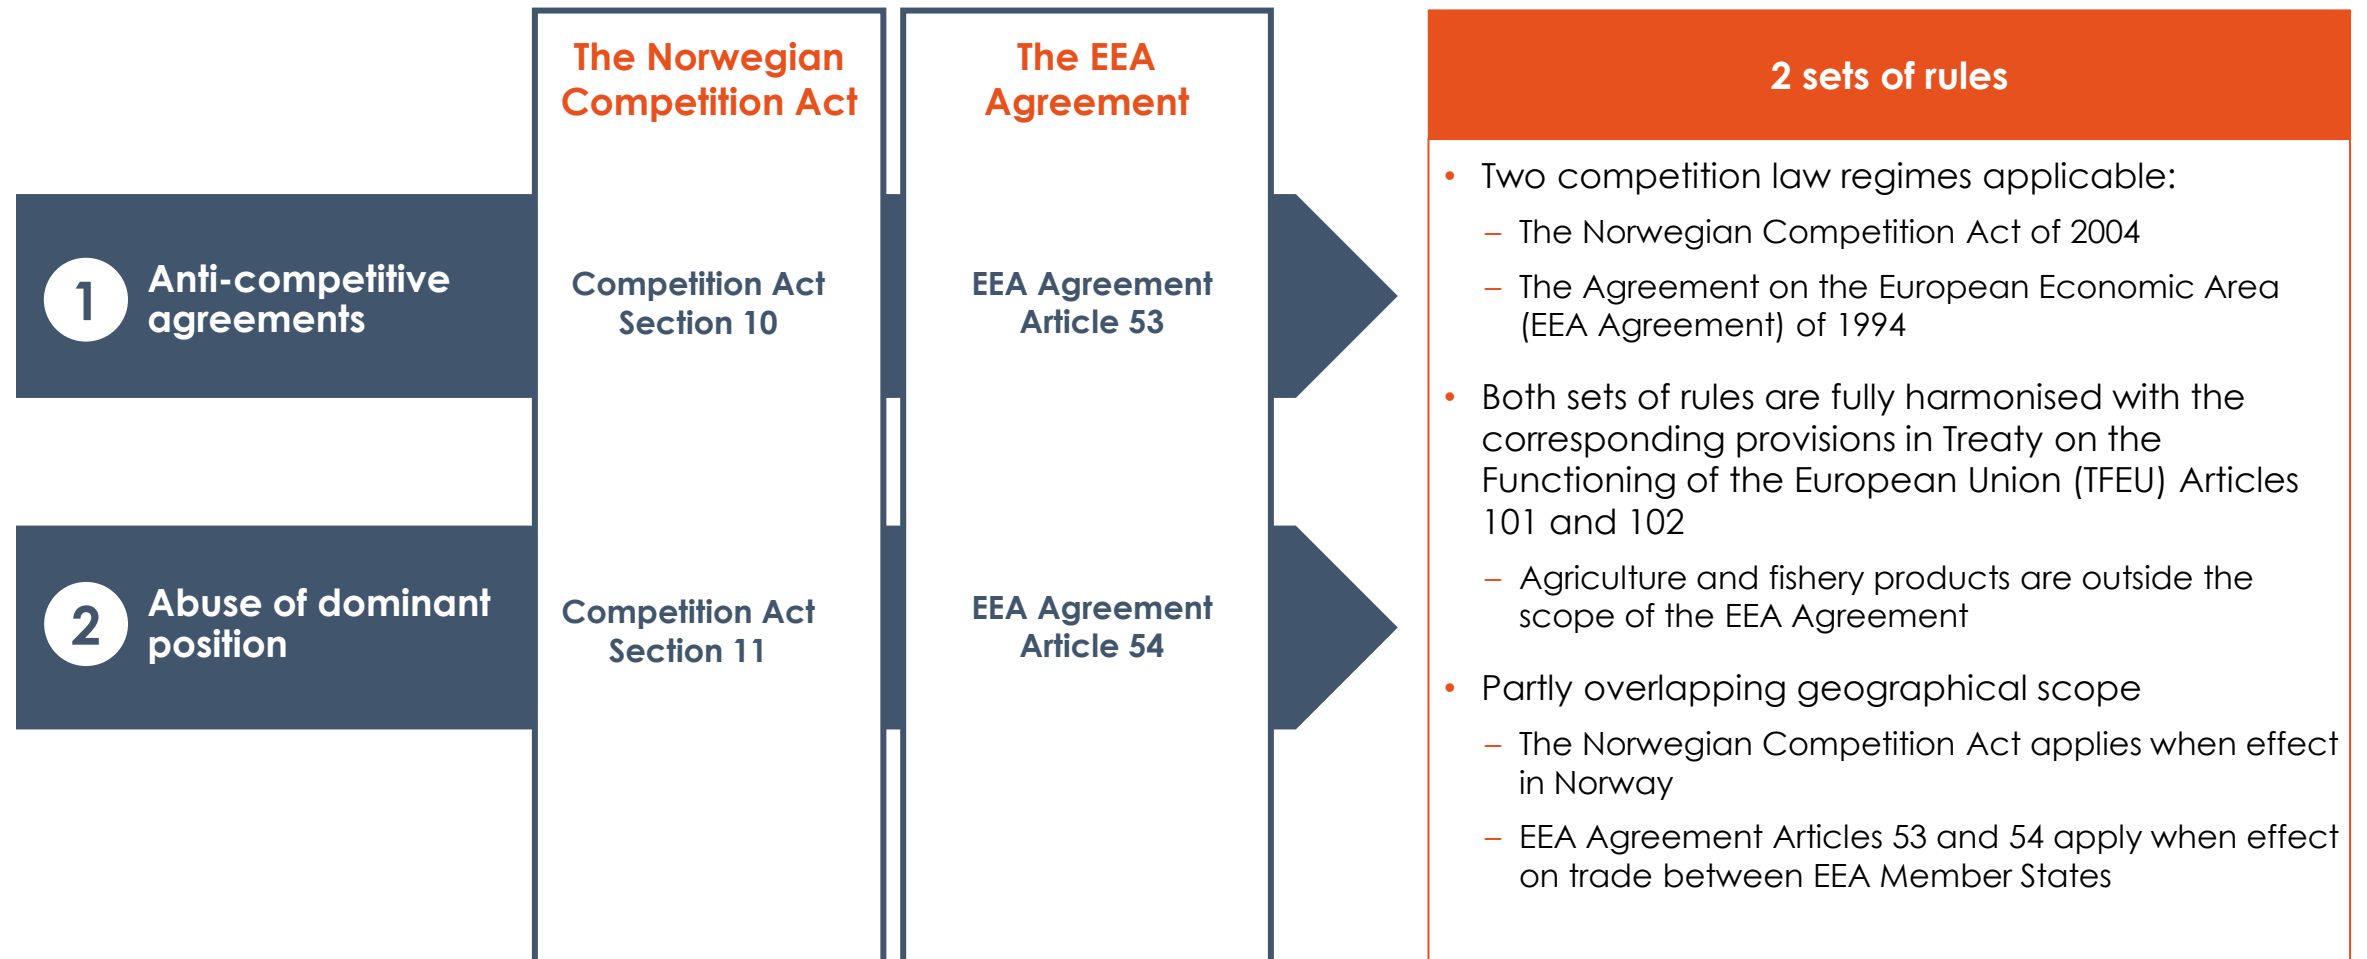 The Norwegian
Competition Act
The EEA
Agreement
1
Anti-competitive
agreements
Competition Act
Section 10
EEA Agreement
Article 53
2
Abuse of dominant
position
Competition Act
Section 11
EEA Agreement
Article 54
2 sets of rules
• Two competition law regimes applicable:
– The Norwegian Competition Act of 2004
– The Agreement on the European Economic Area
(EEA Agreement) of 1994
• Both sets of rules are fully harmonised with the
corresponding provisions in Treaty on the
Functioning of the European Union (TFEU) Articles
101 and 102
– Agriculture and fishery products are outside the
scope of the EEA Agreement
• Partly overlapping geographical scope
– The Norwegian Competition Act applies when effect
in Norway
– EEA Agreement Articles 53 and 54 apply when effect
on trade between EEA Member States